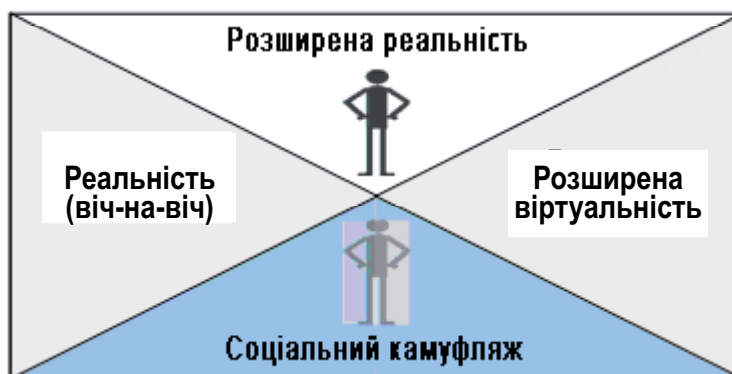 Розширена реальність
Реальність
(віч-на-віч)
Розширена
віртуальність
Соціальний камуфляж